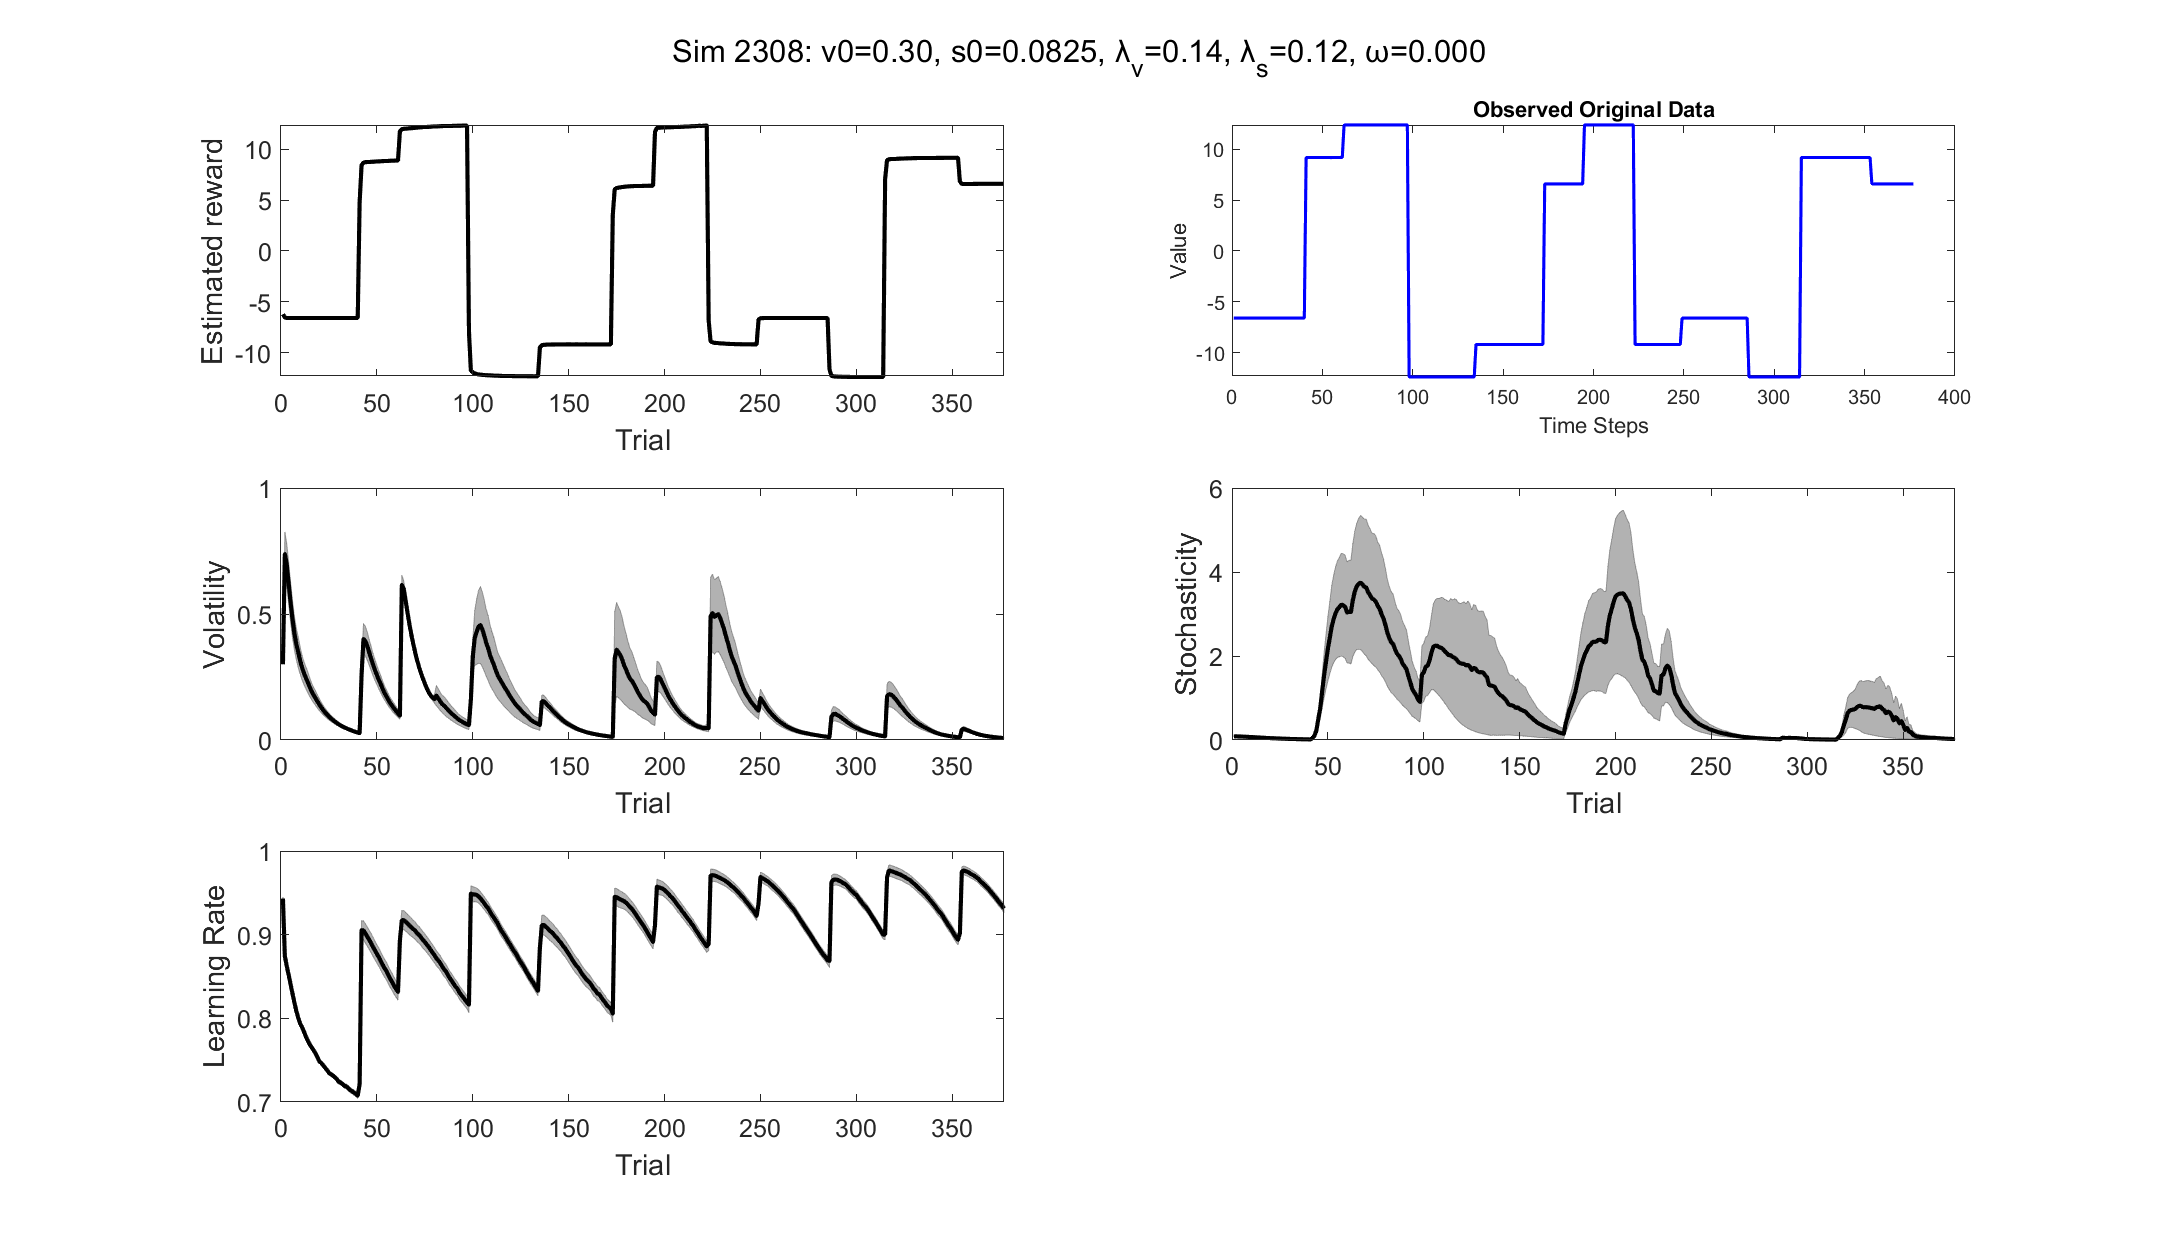 Sim 2308: v0=0.30, s0=0.0825, λv=0.14, λs=0.12, ω=0.000
Estimated reward
10
5
0
-5
-10
0 50 100 150 200 250 300 350
Trial
Observed Original Data
Value
10
5
0
-5
-10
0 50 100 150 200 250 300 350 400
Time Steps
Volatility
1
0.5
0
0 50 100 150 200 250 300 350
Trial
Stochasticity
6
4
2
0
0 50 100 150 200 250 300 350
Trial
Learning Rate
1
0.9
0.8
0.7
0 50 100 150 200 250 300 350
Trial